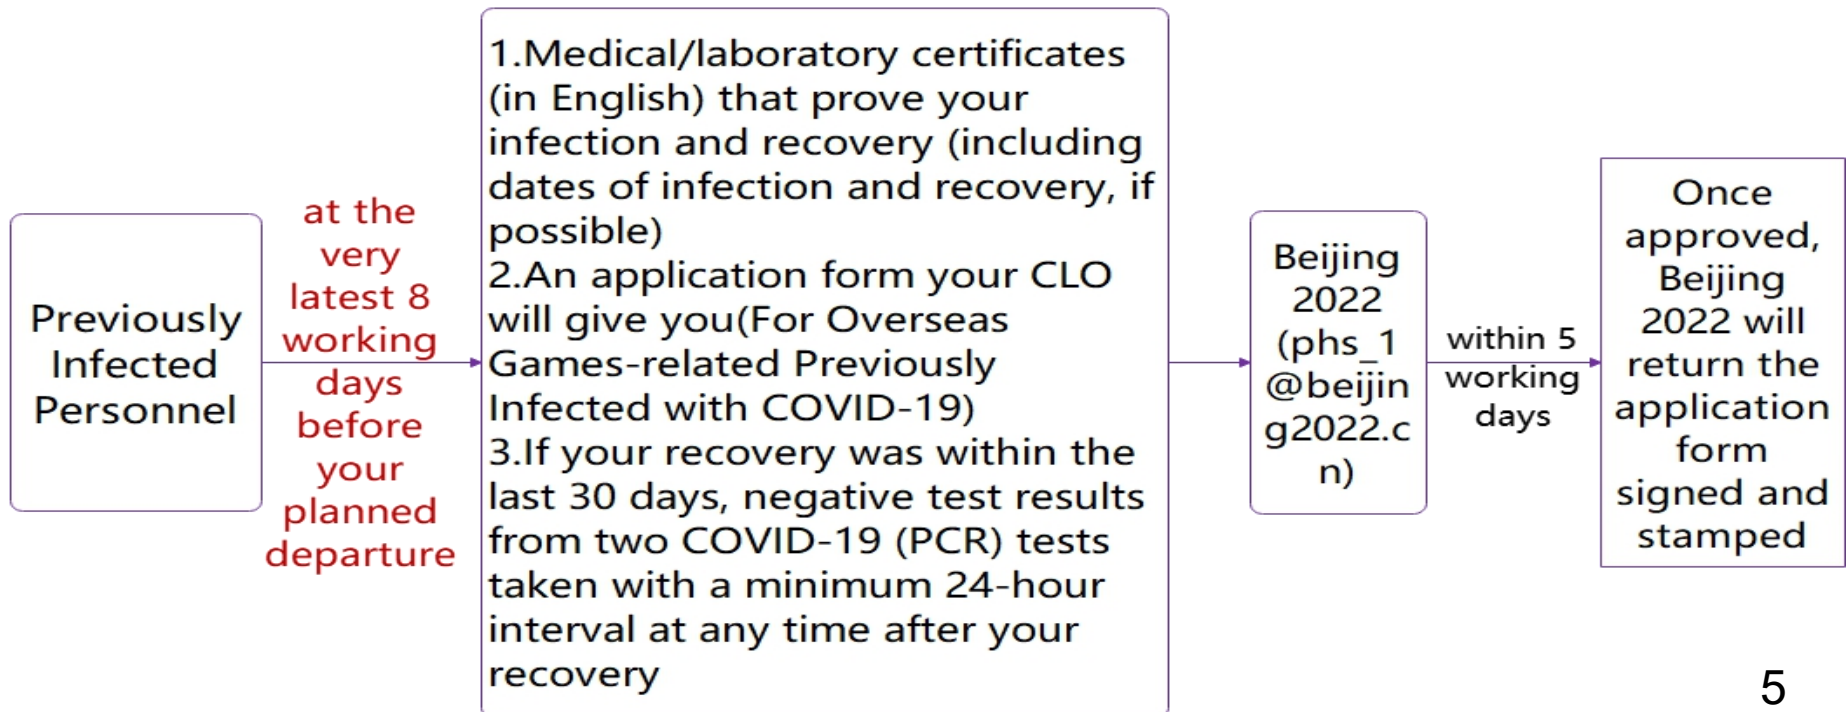 Previously
Infected
Personnel
at the
very
latest 8
working
days
before
your
planned
departure
1.Medical/laboratory certificates
(in English) that prove your
infection and recovery (including
dates of infection and recovery, if
possible)
2.An application form your CLO
will give you(For Overseas
Games-related Previously
Infected with COVID-19)
3.If your recovery was within the
last 30 days, negative test results
from two COVID-19 (PCR) tests
taken with a minimum 24-hour
interval at any time after your
recovery
Beijing
2022
(phs_1
@beijin
g2022.c
n)
within 5
working
days
Once
approved,
Beijing
2022 will
return the
application
form
signed and
stamped
5